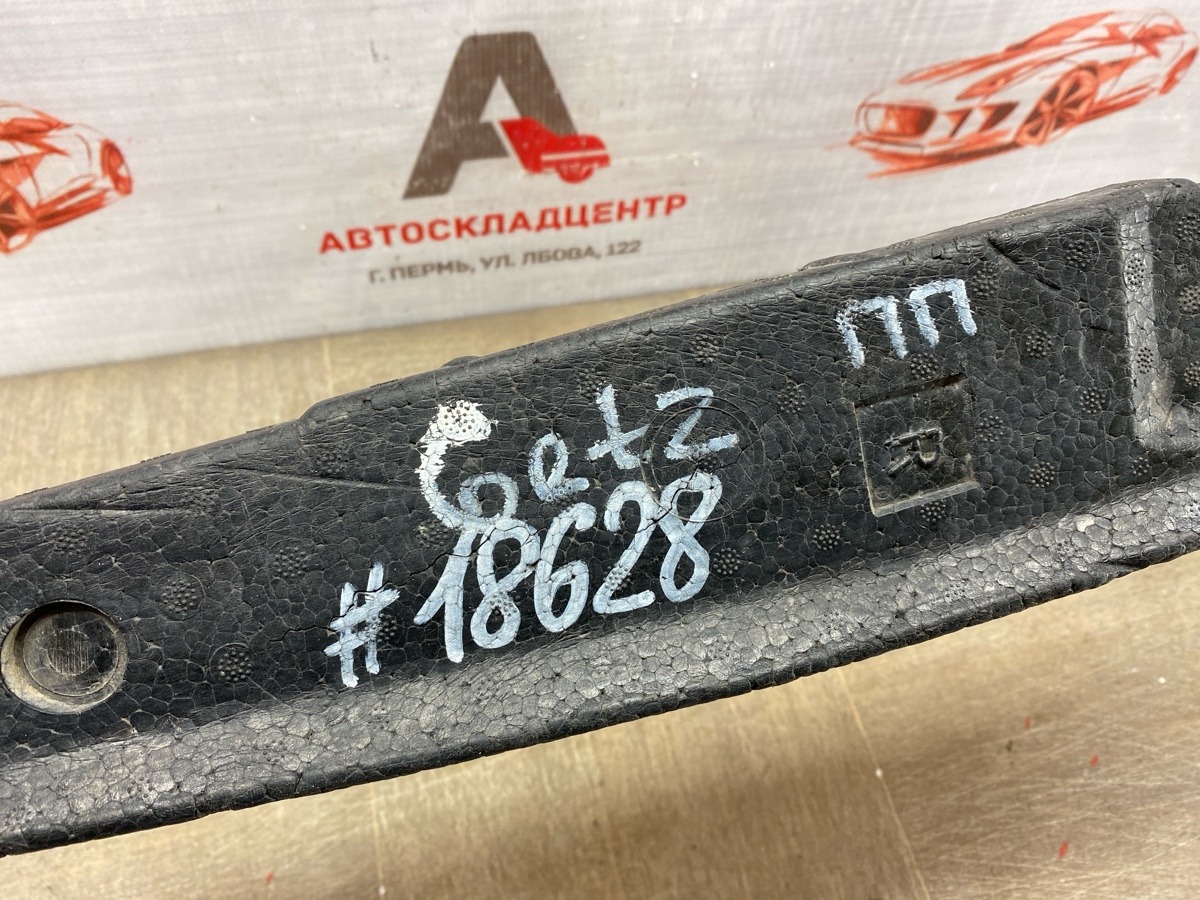 АВТОСКЛАДЦЕНТР
Г. ПЕРМЬ, УЛ. ЛБОВА, 122
ПП
Getz
R
#18628